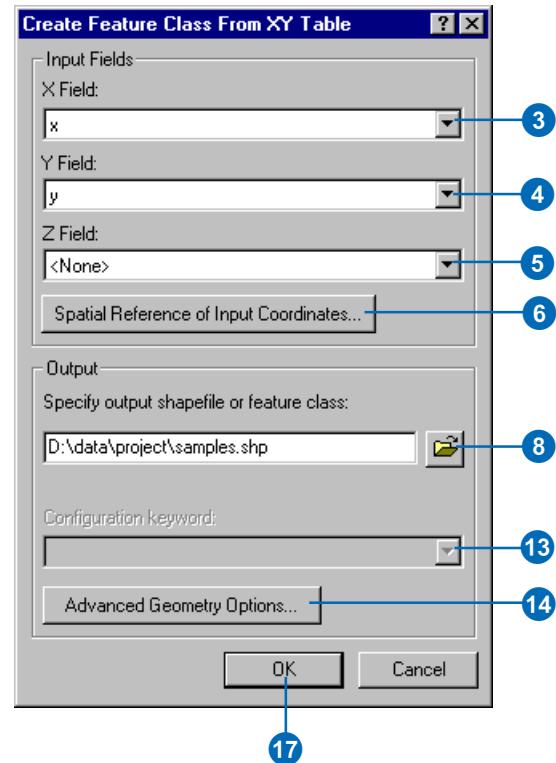 Create Feature Class From XY Table
? X
Input Fields
X Field:
x
3
Y Field:
y
4
Z Field:
<None>
5
Spatial Reference of Input Coordinates...
6
Output
Specify output shapefile or feature class:
D:\data\project\samples.shp
8
Configuration keyword:
13
Advanced Geometry Options...
14
OK
Cancel
17